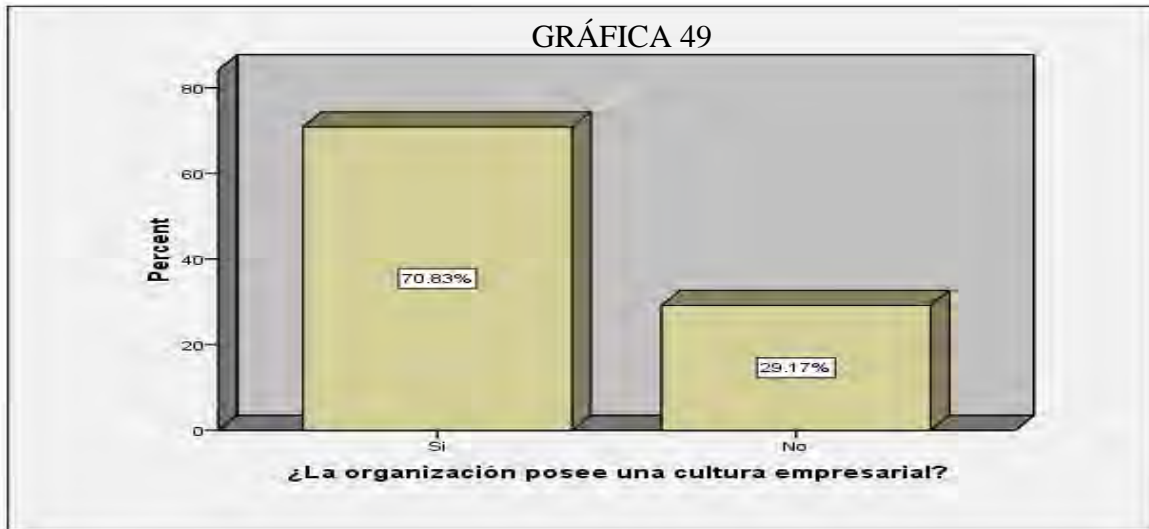 GRÁFICA 49
80
60
40
20
0
Percent
70.83%
29.17%
Si
No
¿La organización posee una cultura empresarial?